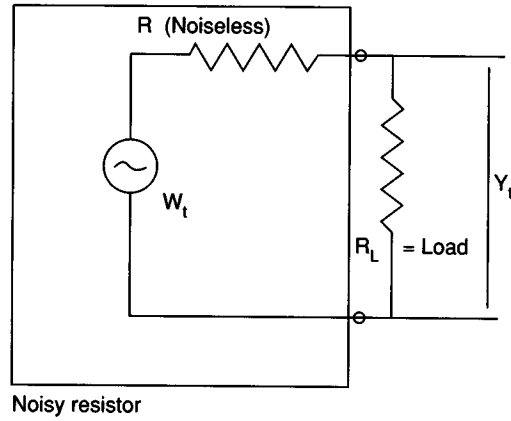 R (Noiseless)
W_t
Y_t
R_L = Load
Noisy resistor